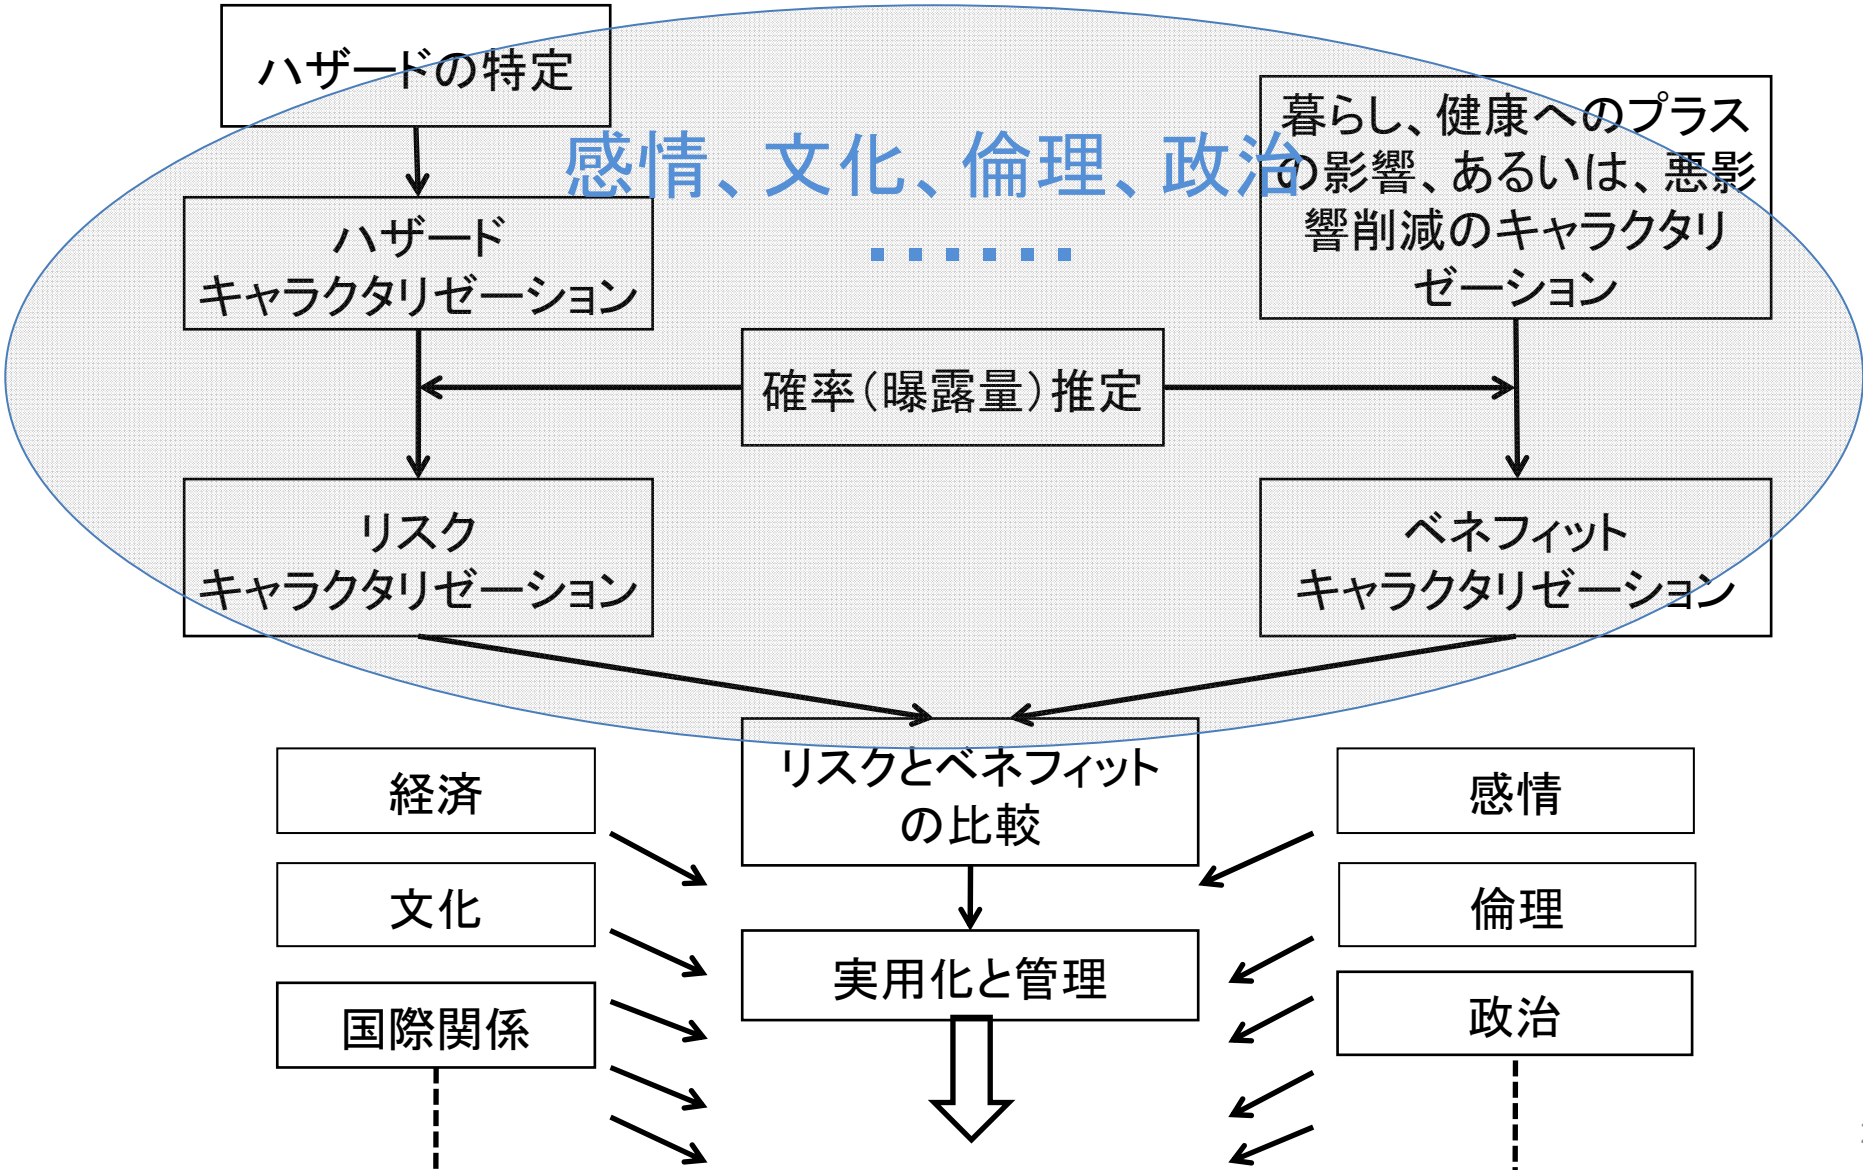 ハザードの特定
感情、文化、倫理、政治
・・・・・・
暮らし、健康へのプラス
の影響、あるいは、悪影
響削減のキャラクタリ
ゼーション
ハザード
キャラクタリゼーション
確率(曝露量)推定
リスク
キャラクタリゼーション
ベネフィット
キャラクタリゼーション
リスクとベネフィット
の比較
経済
感情
文化
倫理
実用化と管理
国際関係
政治